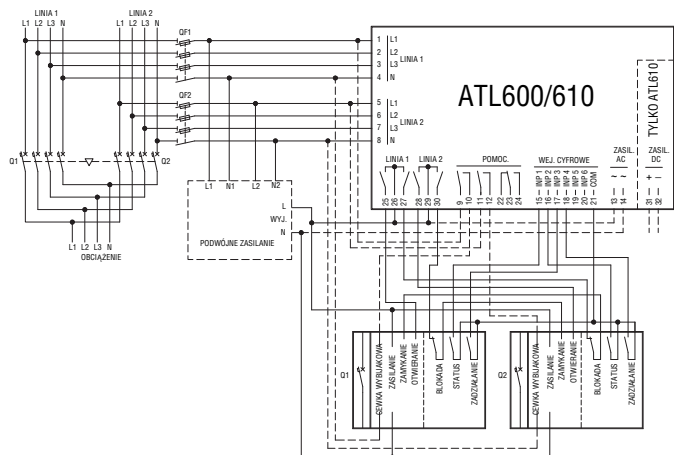 LINIA 1 LINIA 2
L1 L2 L3 N L1 L2 L3 N
QF1
QF2
Q1 Q2
L1 L2 L3 N
OBCIĄŻENIE
1 L1
2 L2
3 L3
4 N
LINIA 1
5 L1
6 L2
7 L3
8 N
LINIA 2
ATL600/610
TYLKO ATL610
LINIA 1 LINIA 2 POMOC. WEJ. CYFROWE ZASIL. AC ZASIL. DC
INP 1 INP 2 INP 3 INP 4 INP 5 INP 6 COM ~ ~ + –
25 26 27 28 29 30 9 10 11 12 22 23 24 15 16 17 18 19 20 21 13 14 31 32
L1 N1 L2 N2
L
WYJ.
N
PODWÓJNE ZASILANIE
Q1
CEWKA WYBIJAKOWA
ZASILANIE
ZAMYKANIE
OTWIERANIE
BLOKADA
STATUS
ZADZIAŁANIE
Q2
CEWKA WYBIJAKOWA
ZASILANIE
ZAMYKANIE
OTWIERANIE
BLOKADA
STATUS
ZADZIAŁANIE